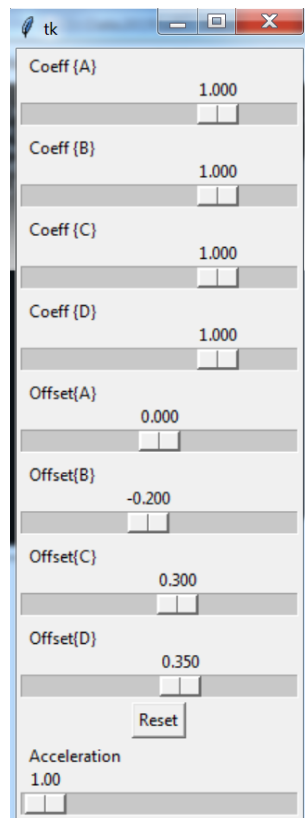 tk
Coeff {A}
1.000
Coeff {B}
1.000
Coeff {C}
1.000
Coeff {D}
1.000
Offset{A}
0.000
Offset{B}
-0.200
Offset{C}
0.300
Offset{D}
0.350
Reset
Acceleration
1.00